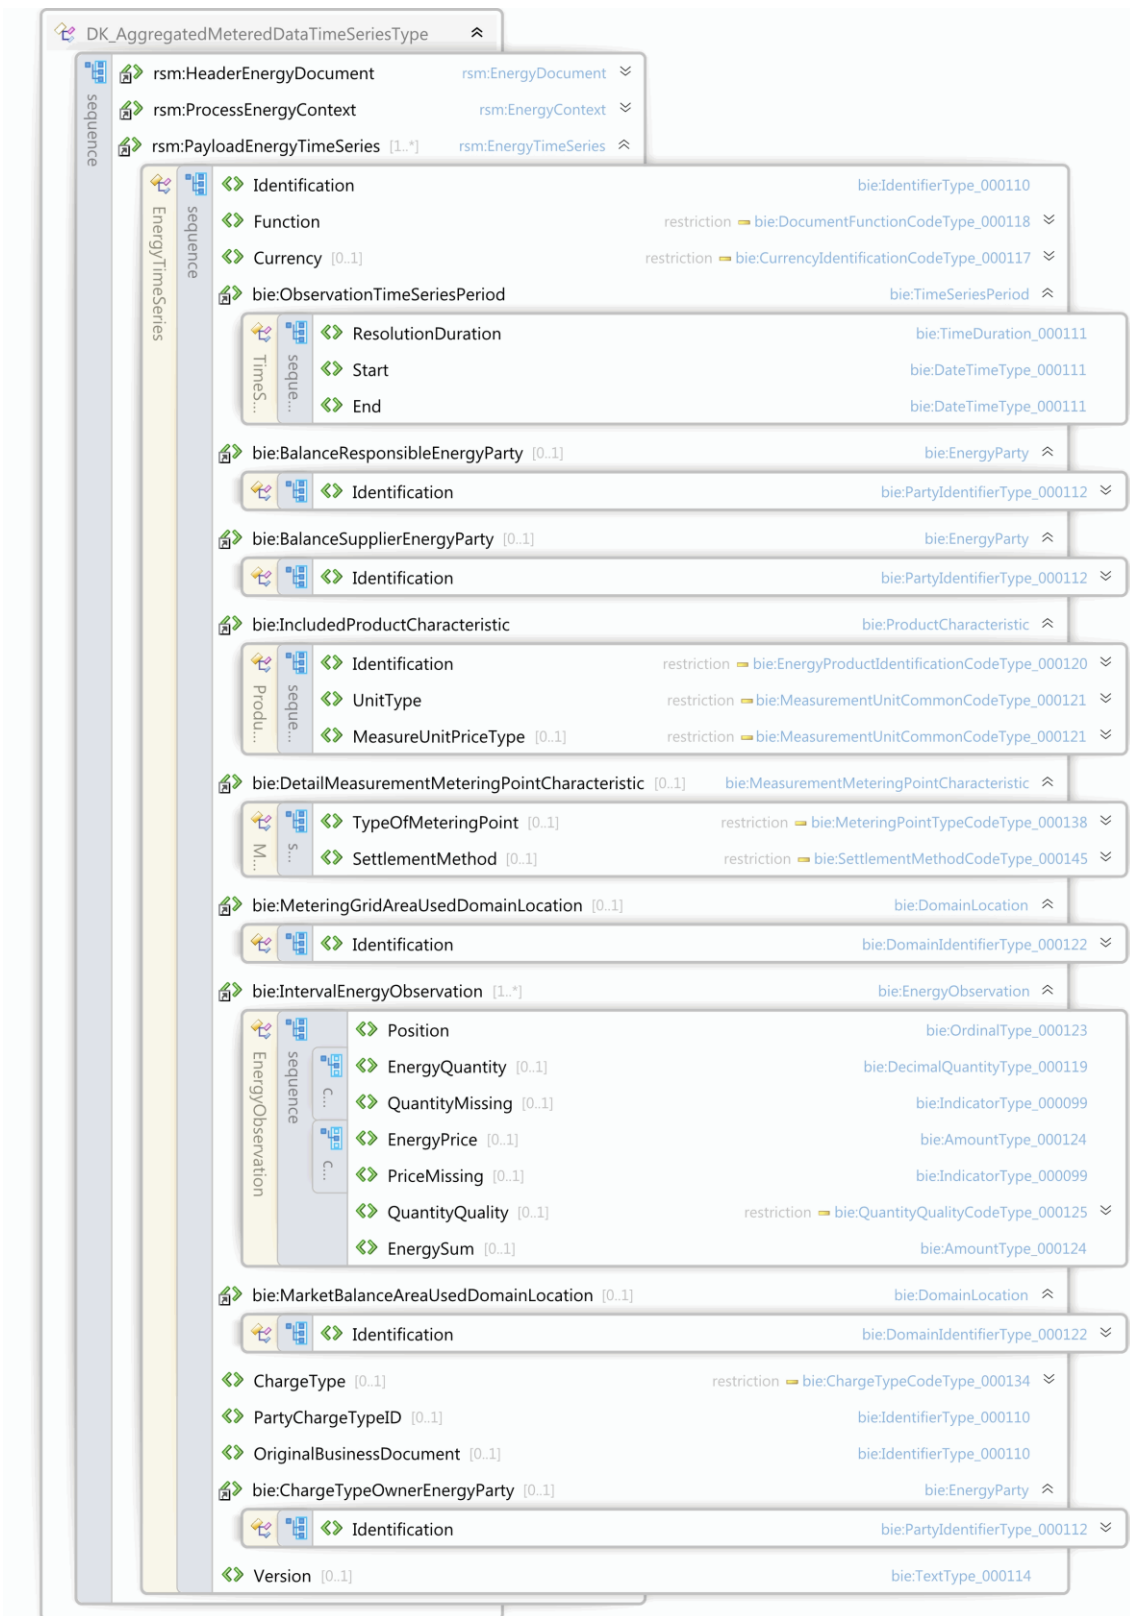 DK_AggregatedMeteredDataTimeSeriesType
sequence
rsm:HeaderEnergyDocument rsm:EnergyDocument
rsm:ProcessEnergyContext rsm:EnergyContext
rsm:PayloadEnergyTimeSeries [1..*] rsm:EnergyTimeSeries
EnergyTimeSeries
sequence
Identification bie:IdentifierType_000110
Function restriction bie:DocumentFunctionCodeType_000118
Currency [0..1] restriction bie:CurrencyIdentificationCodeType_000117
bie:ObservationTimeSeriesPeriod bie:TimeSeriesPeriod
TimeS...
seque...
ResolutionDuration bie:TimeDuration_000111
Start bie:DateTimeType_000111
End bie:DateTimeType_000111
bie:BalanceResponsibleEnergyParty [0..1] bie:EnergyParty
Identification bie:PartyIdentifierType_000112
bie:BalanceSupplierEnergyParty [0..1] bie:EnergyParty
Identification bie:PartyIdentifierType_000112
bie:IncludedProductCharacteristic bie:ProductCharacteristic
Produ...
seque...
Identification restriction bie:EnergyProductIdentificationCodeType_000120
UnitType restriction bie:MeasurementUnitCommonCodeType_000121
MeasureUnitPriceType [0..1] restriction bie:MeasurementUnitCommonCodeType_000121
bie:DetailMeasurementMeteringPointCharacteristic [0..1] bie:MeasurementMeteringPointCharacteristic
M...
s...
TypeOfMeteringPoint [0..1] restriction bie:MeteringPointTypeCodeType_000138
SettlementMethod [0..1] restriction bie:SettlementMethodCodeType_000145
bie:MeteringGridAreaUsedDomainLocation [0..1] bie:DomainLocation
Identification bie:DomainIdentifierType_000122
bie:IntervalEnergyObservation [1..*] bie:EnergyObservation
EnergyObservation
sequence
c...
c...
Position bie:OrdinalType_000123
EnergyQuantity [0..1] bie:DecimalQuantityType_000119
QuantityMissing [0..1] bie:IndicatorType_000099
EnergyPrice [0..1] bie:AmountType_000124
PriceMissing [0..1] bie:IndicatorType_000099
QuantityQuality [0..1] restriction bie:QuantityQualityCodeType_000125
EnergySum [0..1] bie:AmountType_000124
bie:MarketBalanceAreaUsedDomainLocation [0..1] bie:DomainLocation
Identification bie:DomainIdentifierType_000122
ChargeType [0..1] restriction bie:ChargeTypeCodeType_000134
PartyChargeTypeID [0..1] bie:IdentifierType_000110
OriginalBusinessDocument [0..1] bie:IdentifierType_000110
bie:ChargeTypeOwnerEnergyParty [0..1] bie:EnergyParty
Identification bie:PartyIdentifierType_000112
Version [0..1] bie:TextType_000114